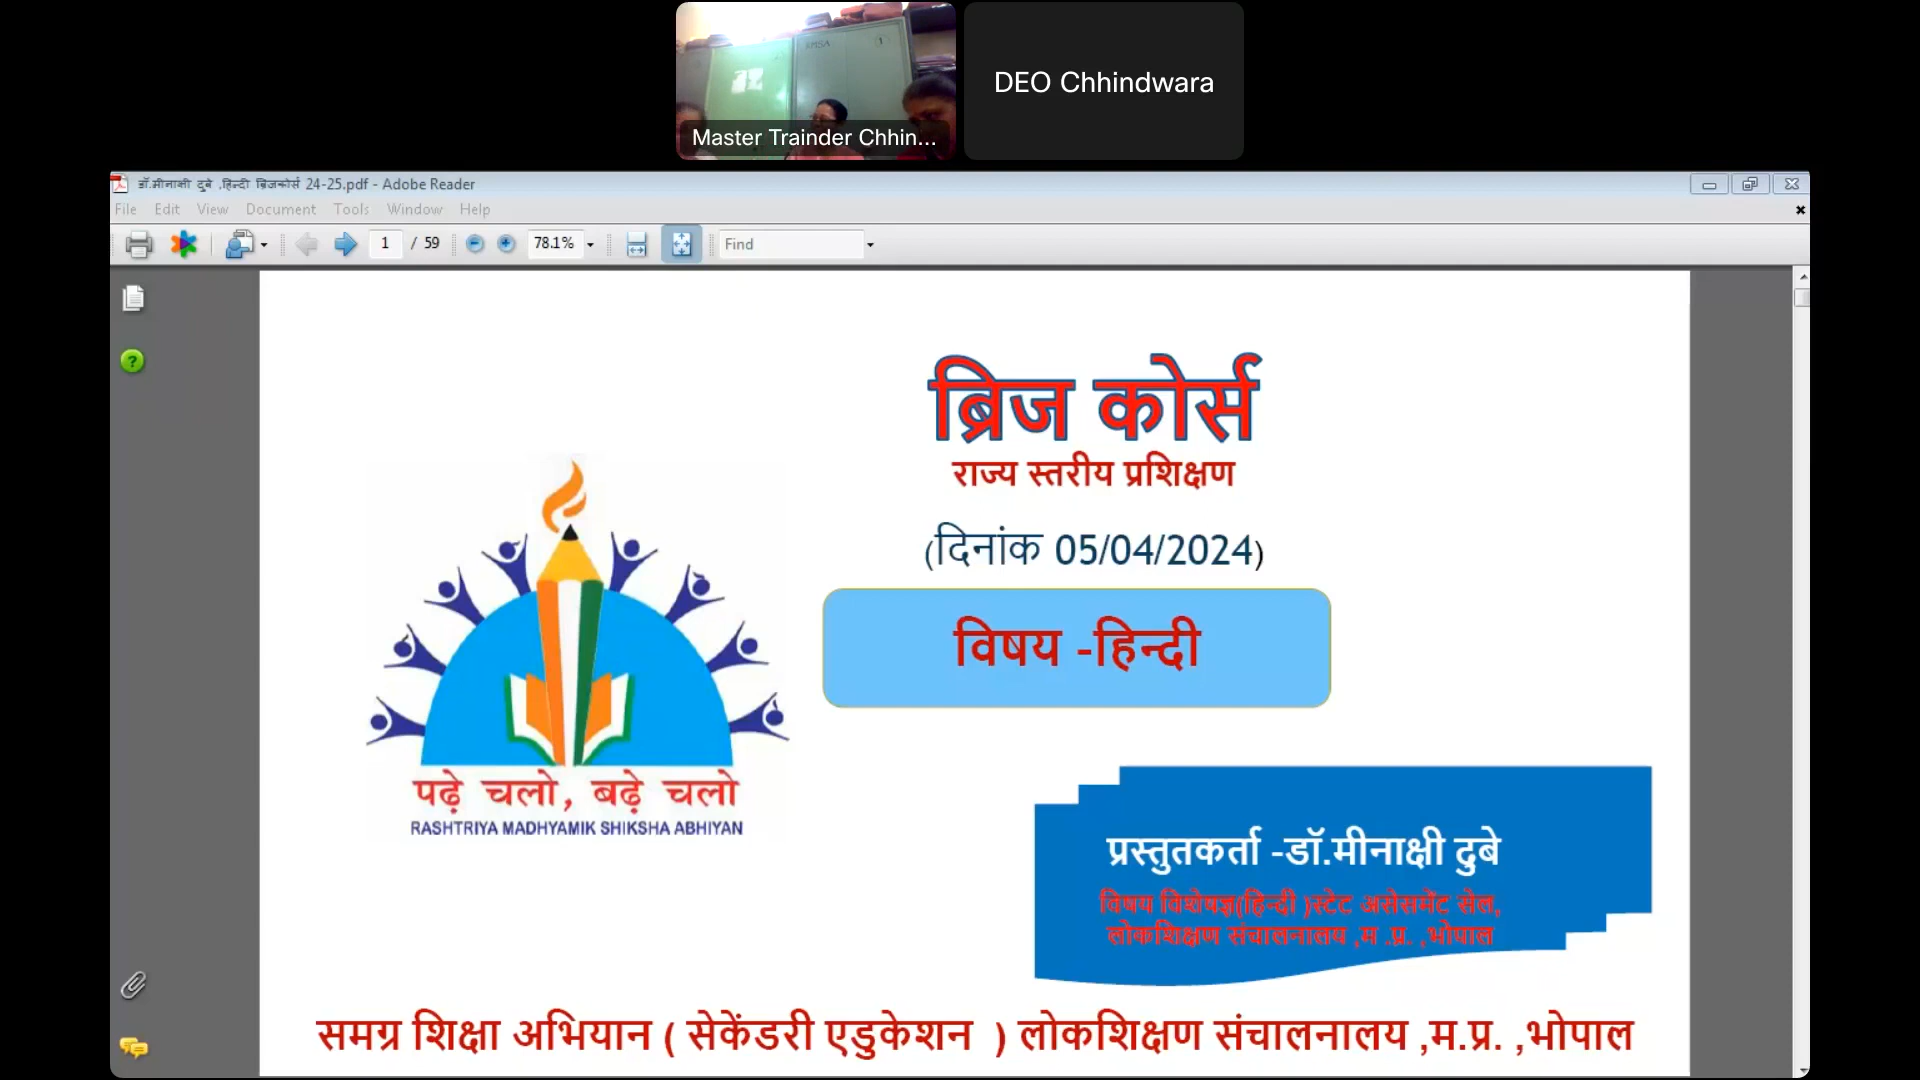 RMSA
Master Trainder Chhin...
DEO Chhindwara
डॉ.मीनाक्षी दुबे ,हिन्दी ब्रिजकोर्स 24-25.pdf - Adobe Reader
File Edit View Document Tools Window Help
1 / 59 78.1% Find
ब्रिज कोर्स
राज्य स्तरीय प्रशिक्षण
(दिनांक 05/04/2024)
विषय -हिन्दी
पढ़े चलो, बढ़े चलो
RASHTRIYA MADHYAMIK SHIKSHA ABHIYAN
प्रस्तुतकर्ता -डॉ.मीनाक्षी दुबे
विषय विशेषज्ञ(हिन्दी )स्टेट असेसमेंट सेल,
लोकशिक्षण संचालनालय ,म .प्र. ,भोपाल
समग्र शिक्षा अभियान ( सेकेंडरी एडुकेशन ) लोकशिक्षण संचालनालय ,म.प्र. ,भोपाल